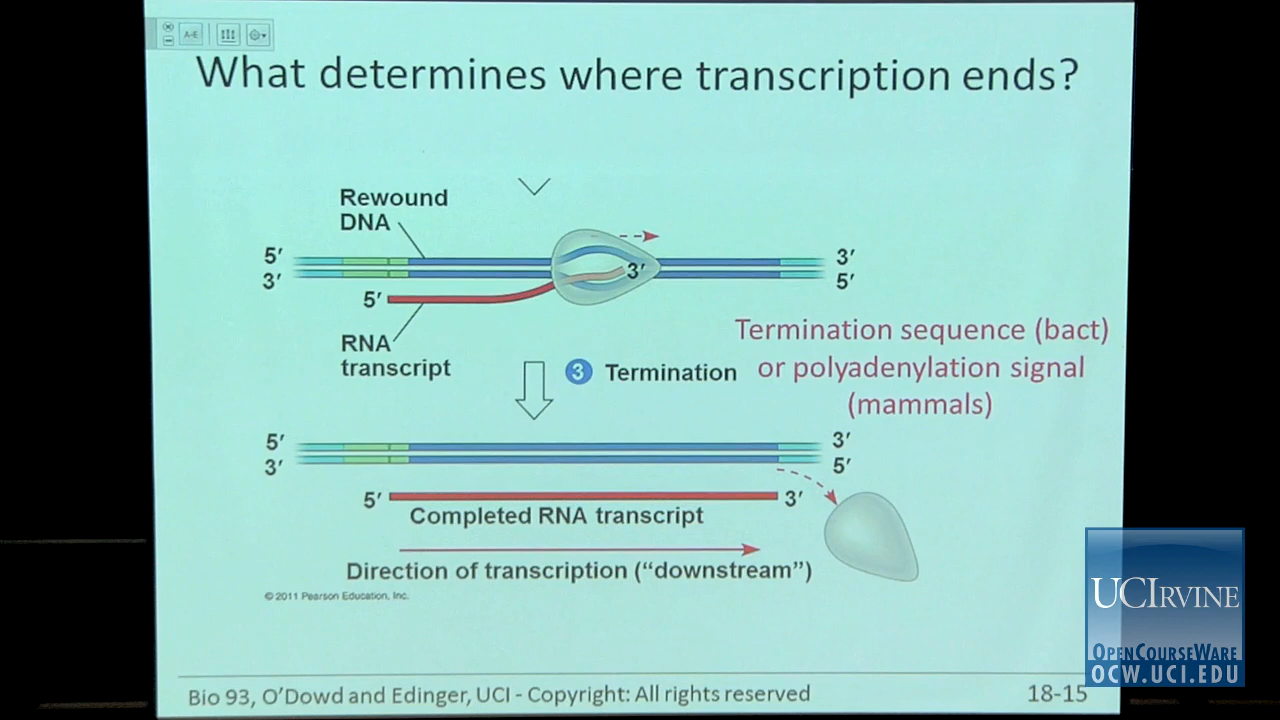 A-E
What determines where transcription ends?
Rewound
DNA
5′
3′
3′
3′
5′
5′
RNA
transcript
Termination sequence (bact)
3 Termination
or polyadenylation signal
(mammals)
5′
3′
3′
5′
5′
3′
Completed RNA transcript
Direction of transcription (“downstream”)
© 2011 Pearson Education, Inc.
UCIRVINE
OPENCOURSEWARE
OCW.UCI.EDU
Bio 93, O’Dowd and Edinger, UCI - Copyright: All rights reserved
18-15